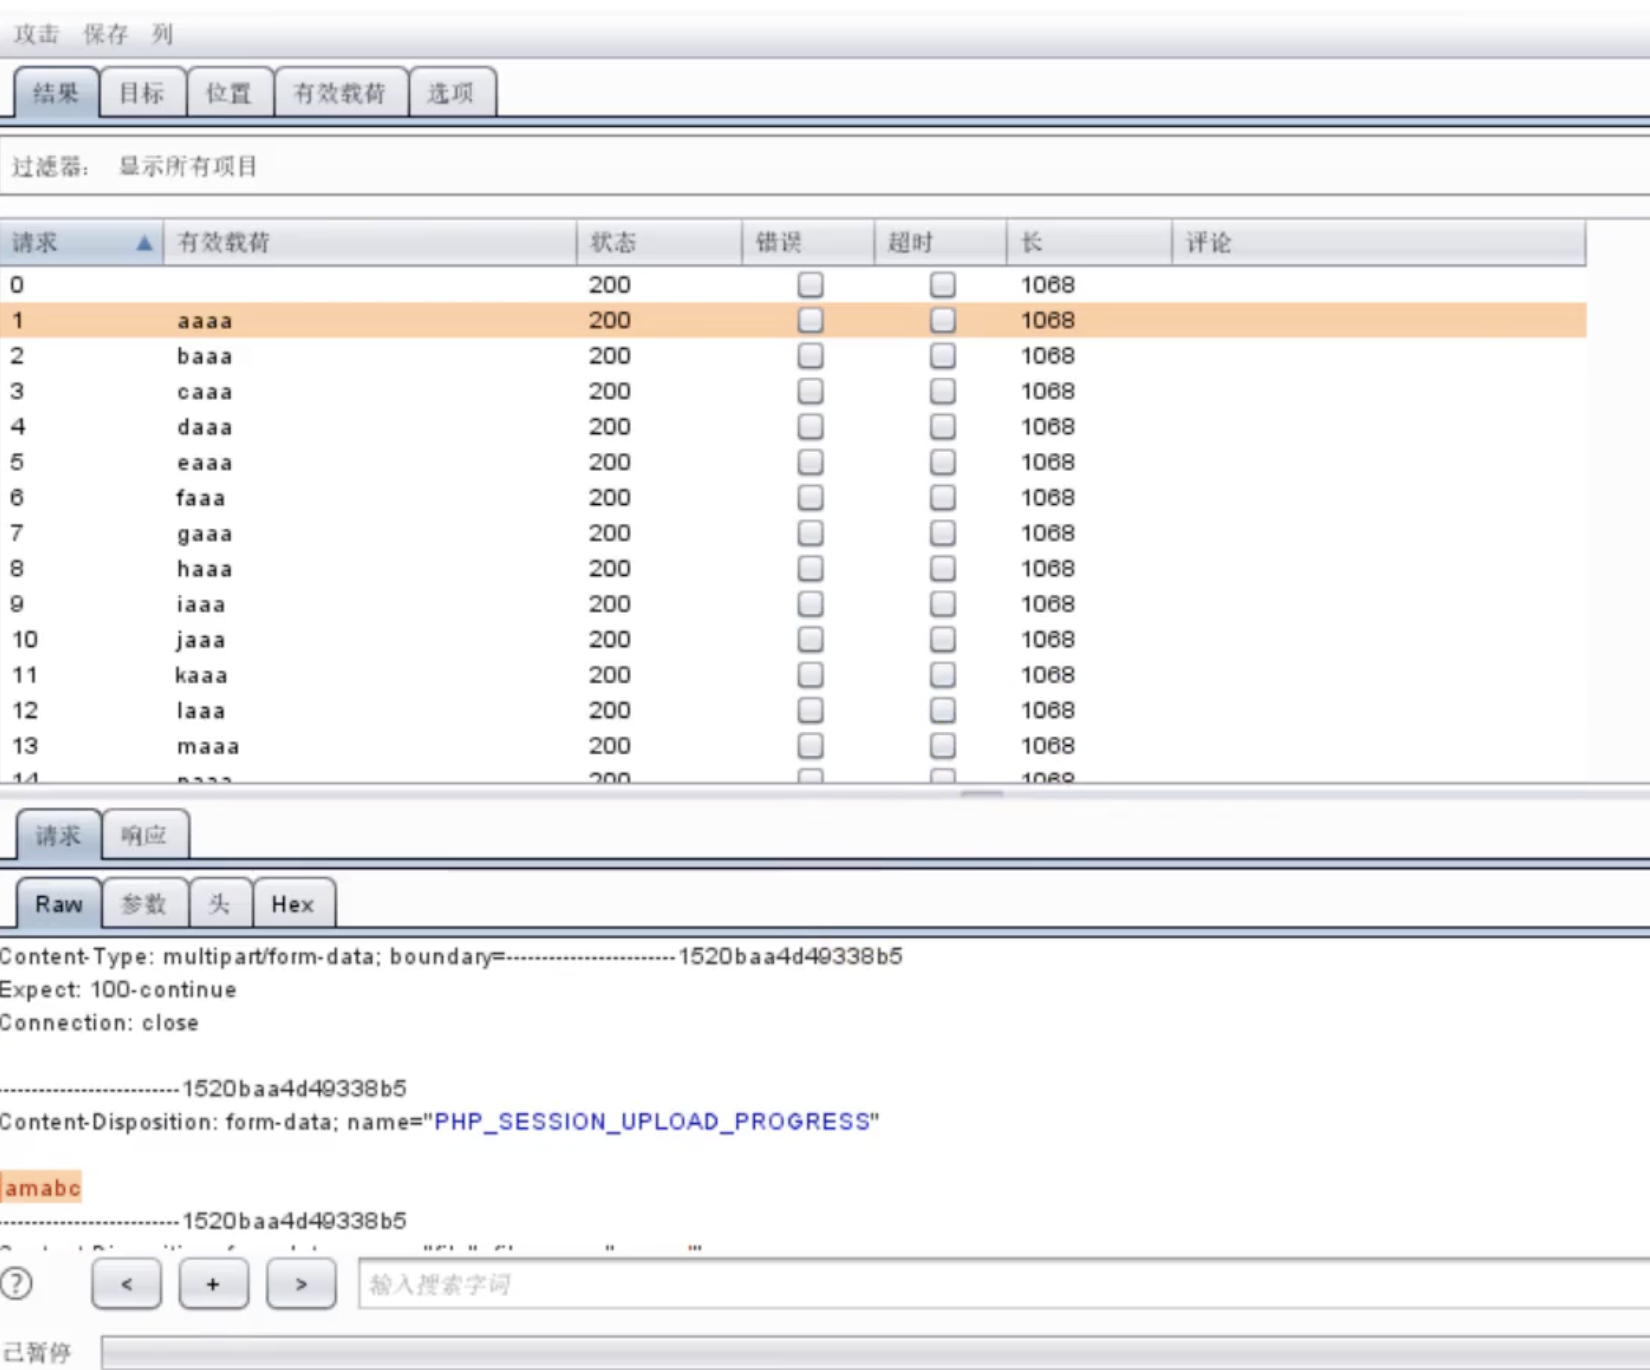 攻击 保存 列
结果 目标 位置 有效载荷 选项
过滤器: 显示所有项目
请求 有效载荷 状态 错误 超时 长 评论
0 200 1068
1 aaaa 200 1068
2 baaa 200 1068
3 caaa 200 1068
4 daaa 200 1068
5 eaaa 200 1068
6 faaa 200 1068
7 gaaa 200 1068
8 haaa 200 1068
9 iaaa 200 1068
10 jaaa 200 1068
11 kaaa 200 1068
12 laaa 200 1068
13 maaa 200 1068
14 naaa 200 1068
请求 响应
Raw 参数 头 Hex
Content-Type: multipart/form-data; boundary=------------------------1520baa4d49338b5
Expect: 100-continue
Connection: close
--------------------------1520baa4d49338b5
Content-Disposition: form-data; name="PHP_SESSION_UPLOAD_PROGRESS"
amabc
--------------------------1520baa4d49338b5
? < + > 输入搜索字词
已暂停